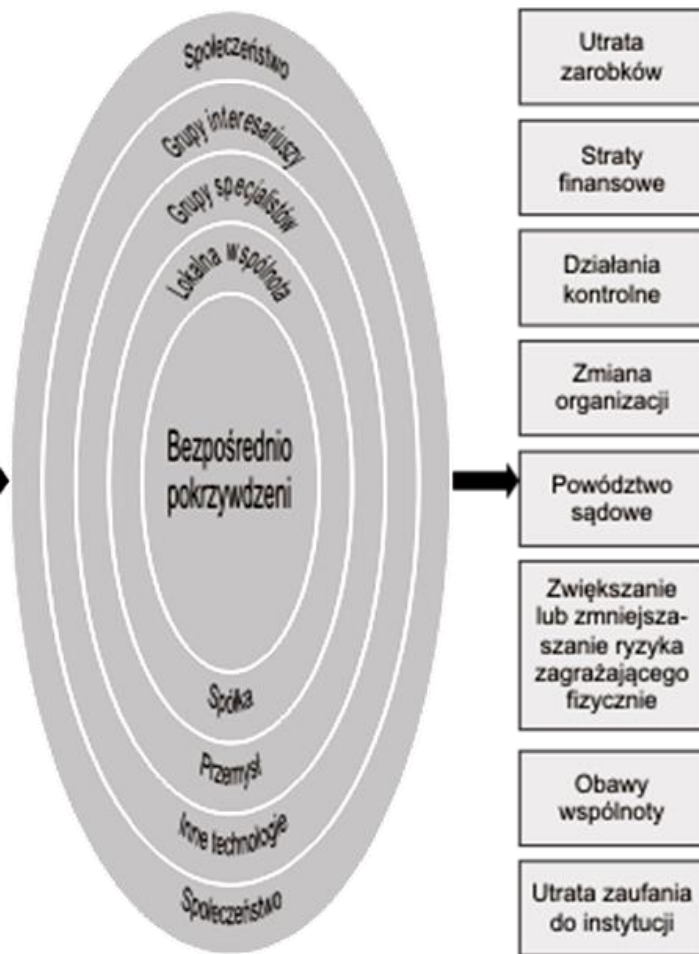 Społeczeństwo
Grupy interesariuszy
Grupy specjalistów
Lokalna wspólnota
Bezpośrednio
pokrzywdzeni
Spółka
Przemysł
Inne technologie
Społeczeństwo
Utrata
zarobków
Straty
finansowe
Działania
kontrolne
Zmiana
organizacji
Powództwo
sądowe
Zwiększanie
lub zmniejsza-
szanie ryzyka
zagrażającego
fizycznie
Obawy
wspólnoty
Utrata zaufania
do instytucji